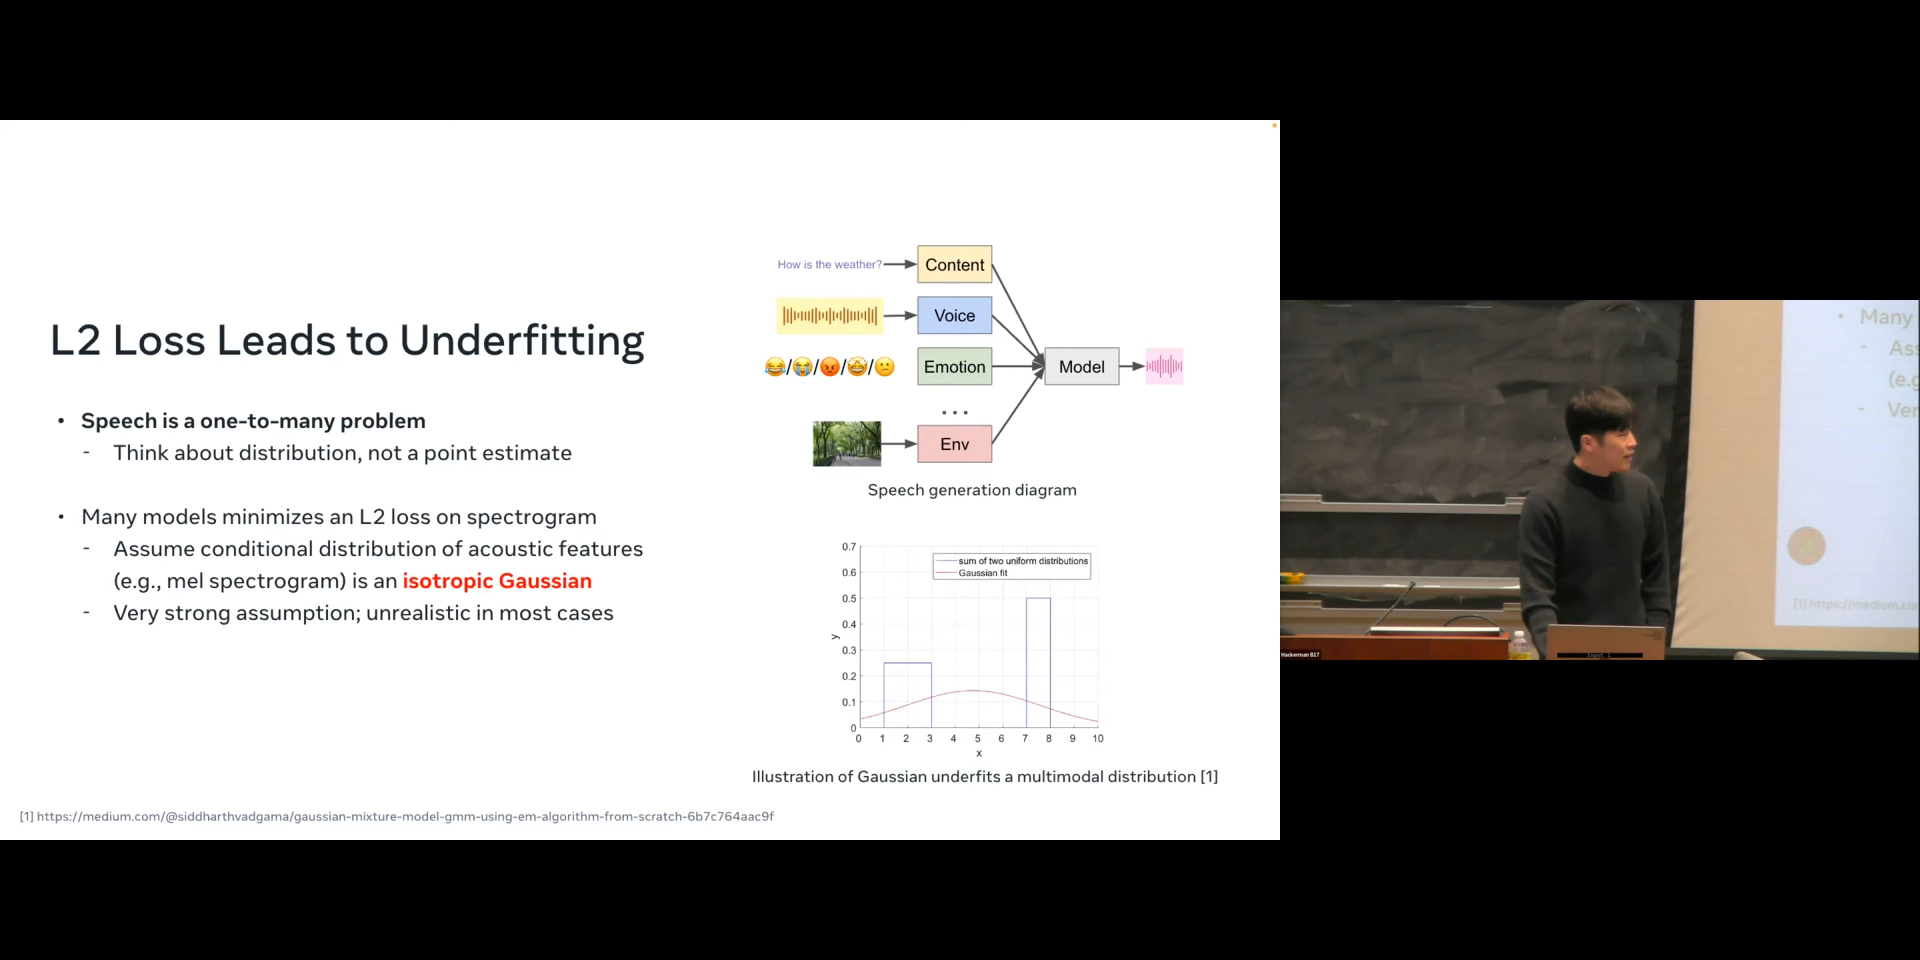 L2 Loss Leads to Underfitting
• Speech is a one-to-many problem
- Think about distribution, not a point estimate
• Many models minimizes an L2 loss on spectrogram
- Assume conditional distribution of acoustic features
(e.g., mel spectrogram) is an isotropic Gaussian
- Very strong assumption; unrealistic in most cases
How is the weather?
Content
Voice
Emotion
...
Env
Model
Speech generation diagram
0.7
0.6
0.5
0.4
0.3
0.2
0.1
0
y
sum of two uniform distributions
Gaussian fit
0 1 2 3 4 5 6 7 8 9 10
x
Illustration of Gaussian underfits a multimodal distribution [1]
[1] https://medium.com/@siddharthvadgama/gaussian-mixture-model-gmm-using-em-algorithm-from-scratch-6b7c764aac9f
• Many
- Ass
(e.g
- Ver
[1] https://medium.co
Hackerman B17
Input 1